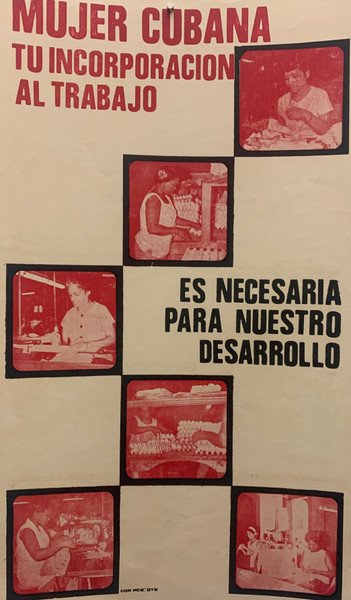 MUJER CUBANA
TU INCORPORACION
AL TRABAJO
ES NECESARIA
PARA NUESTRO
DESARROLLO